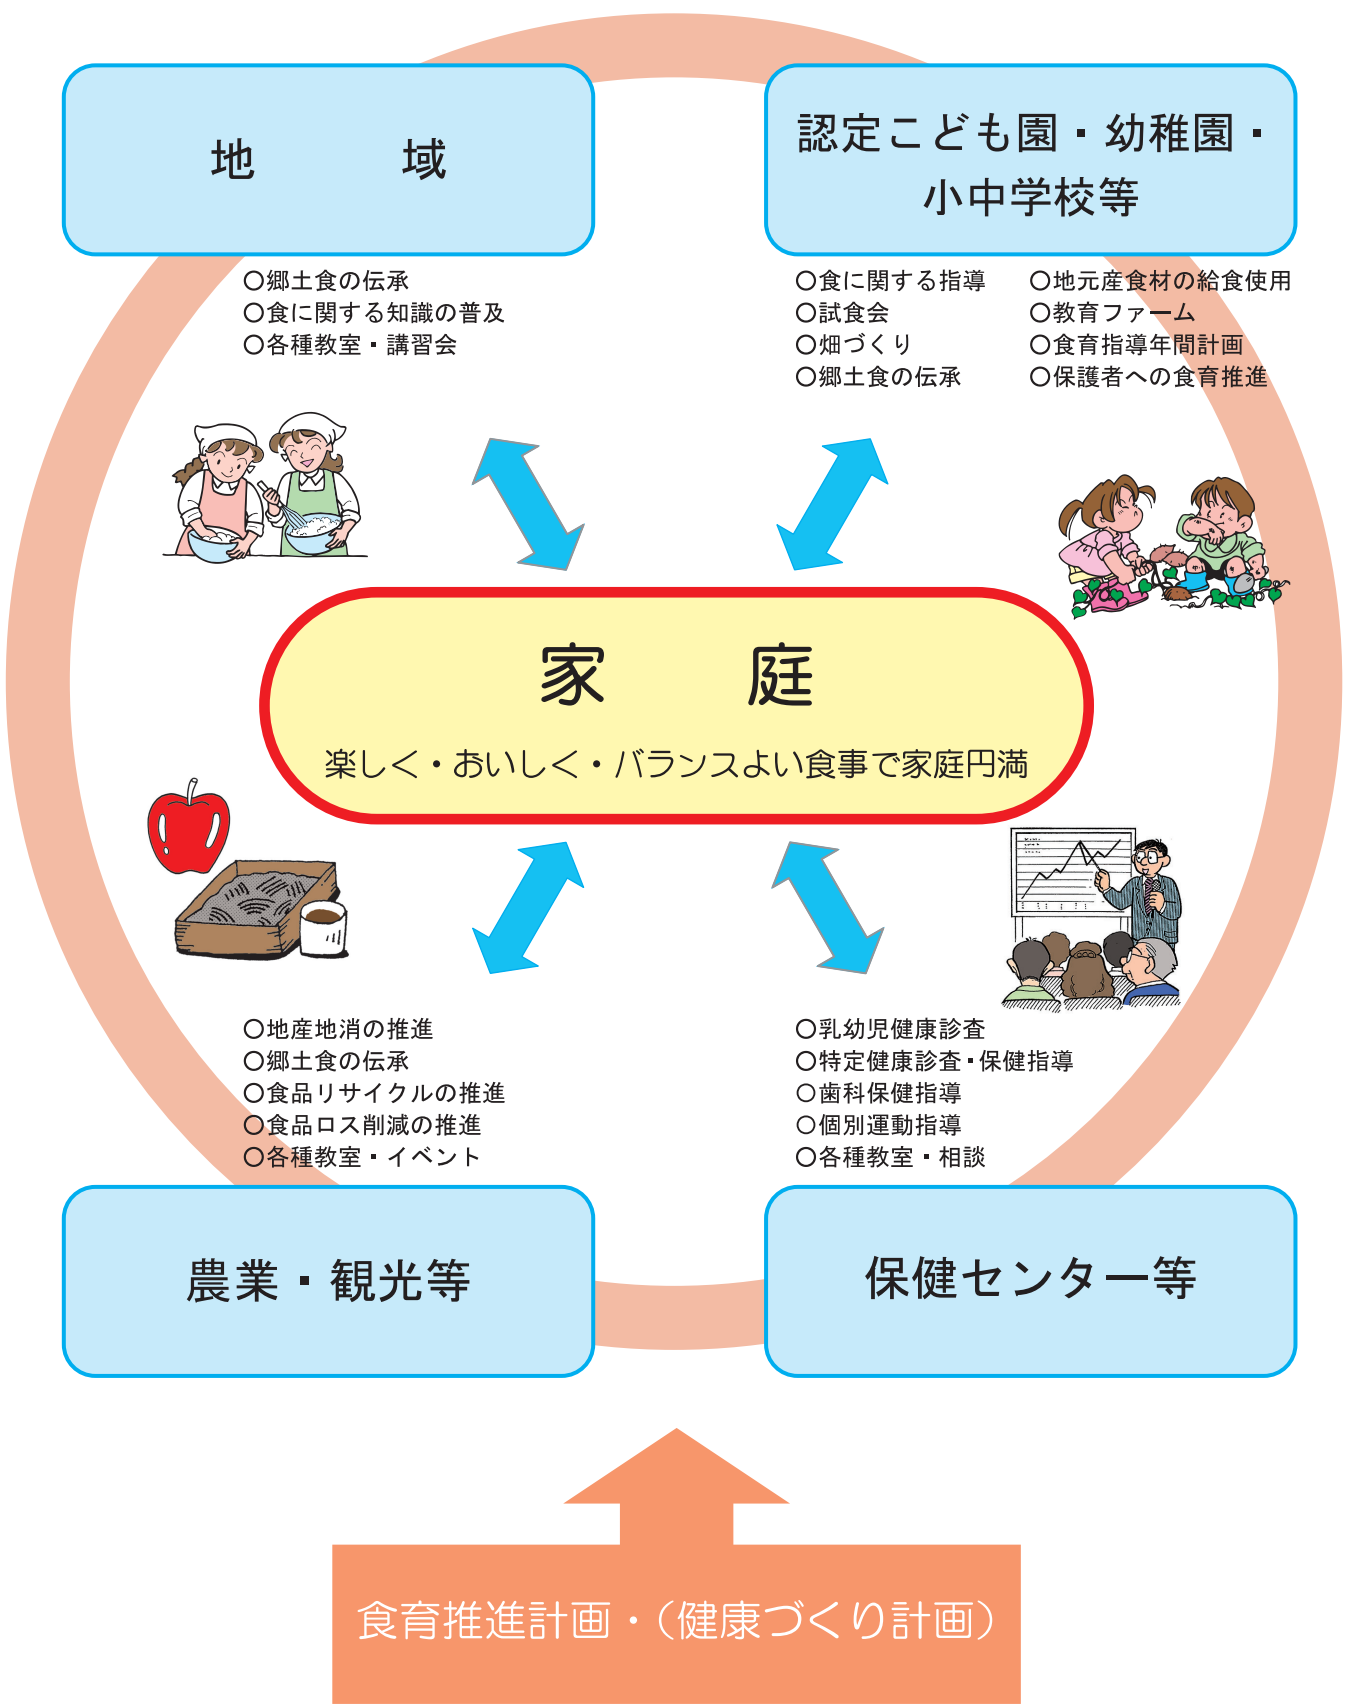 地　域
○郷土食の伝承
○食に関する知識の普及
○各種教室・講習会
認定こども園・幼稚園・
小中学校等
○食に関する指導
○試食会
○畑づくり
○郷土食の伝承
○地元産食材の給食使用
○教育ファーム
○食育指導年間計画
○保護者への食育推進
家　庭
楽しく・おいしく・バランスよい食事で家庭円満
○地産地消の推進
○郷土食の伝承
○食品リサイクルの推進
○食品ロス削減の推進
○各種教室・イベント
農業・観光等
○乳幼児健康診査
○特定健康診査・保健指導
○歯科保健指導
○個別運動指導
○各種教室・相談
保健センター等
食育推進計画・（健康づくり計画）